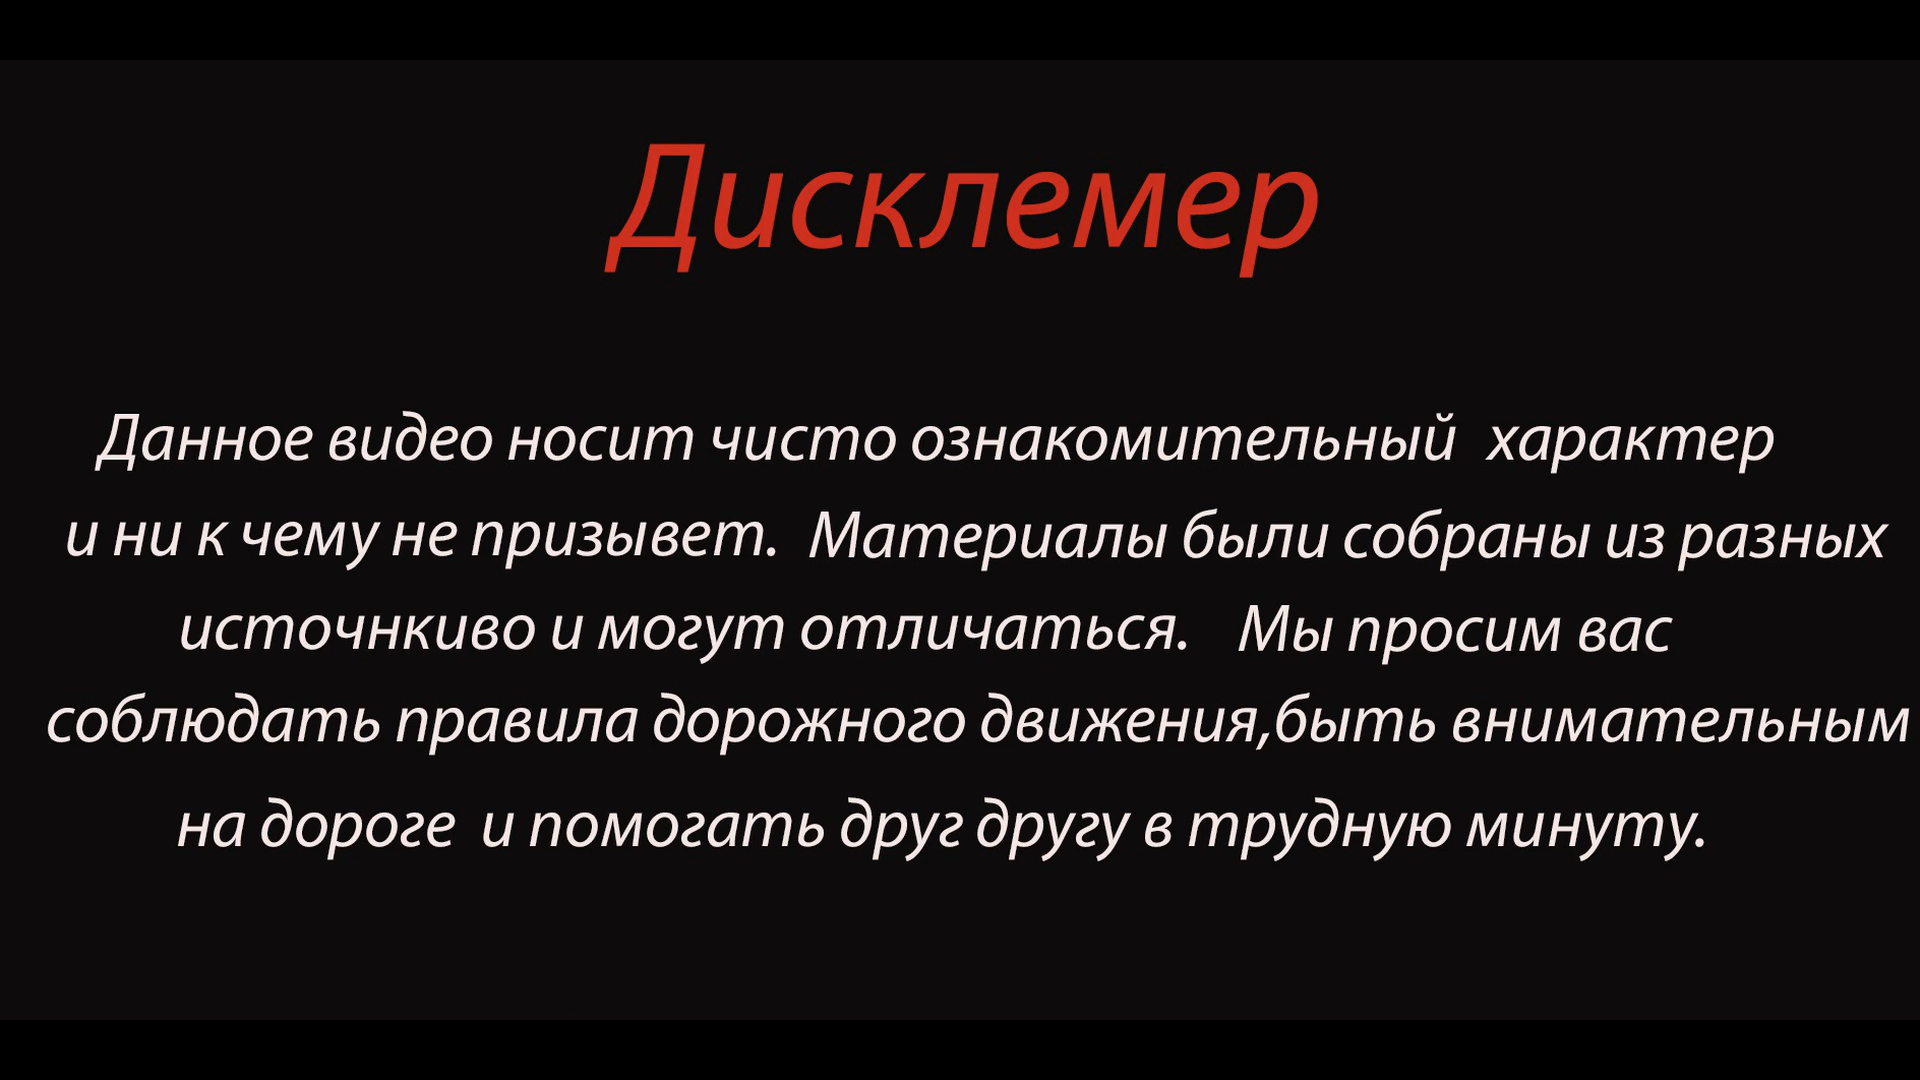 Дисклемер
Данное видео носит чисто ознакомительный характер
и ни к чему не призывет. Материалы были собраны из разных
источнкиво и могут отличаться. Мы просим вас
соблюдать правила дорожного движения,быть внимательным
на дороге и помогать друг другу в трудную минуту.